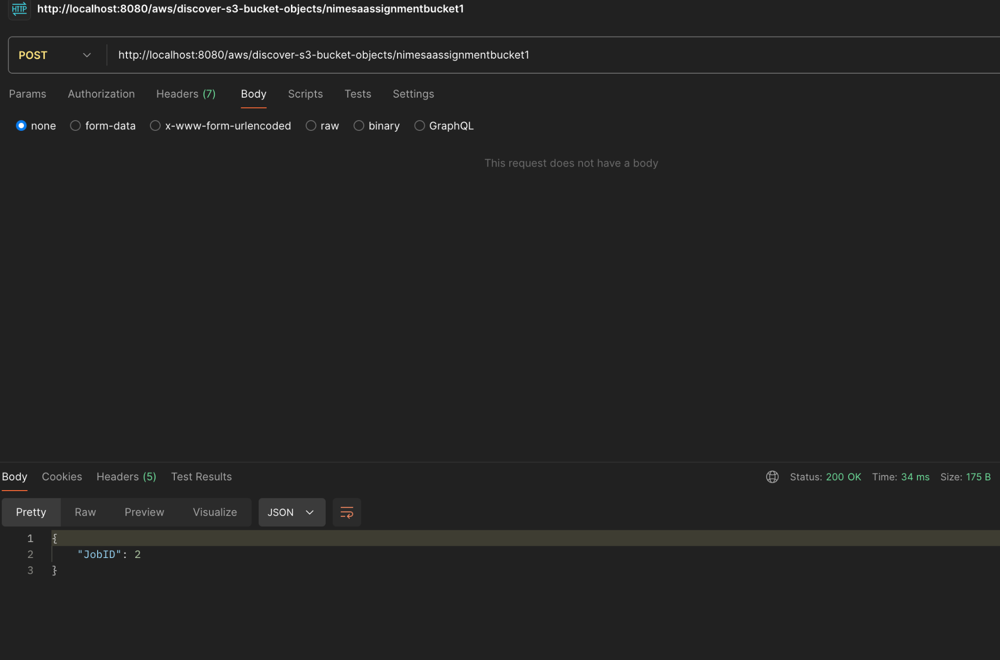 HTTP http://localhost:8080/aws/discover-s3-bucket-objects/nimesaassignmentbucket1
POST http://localhost:8080/aws/discover-s3-bucket-objects/nimesaassignmentbucket1
Params Authorization Headers (7) Body Scripts Tests Settings
none form-data x-www-form-urlencoded raw binary GraphQL
This request does not have a body
Body Cookies Headers (5) Test Results Status: 200 OK Time: 34 ms Size: 175 B
Pretty Raw Preview Visualize JSON
1 {
2 "JobID": 2
3 }